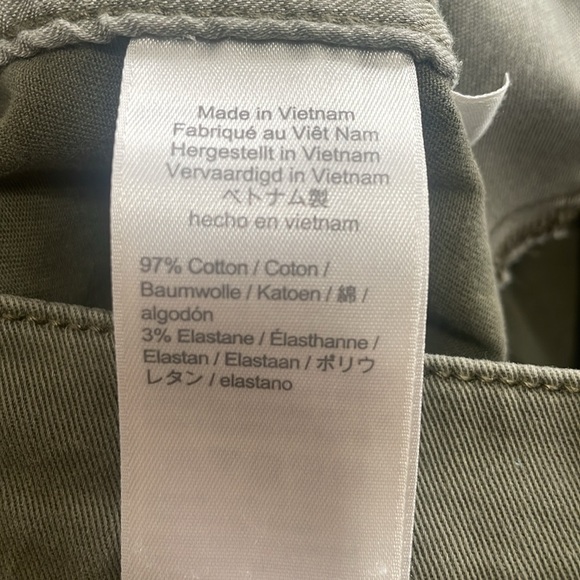 Made in Vietnam
Fabriqué au Viêt Nam
Hergestellt in Vietnam
Vervaardigd in Vietnam
ベトナム製
hecho en vietnam
97% Cotton / Coton /
Baumwolle / Katoen / 綿 /
algodón
3% Elastane / Élasthanne /
Elastan / Elastaan / ポリウ
レタン / elastano